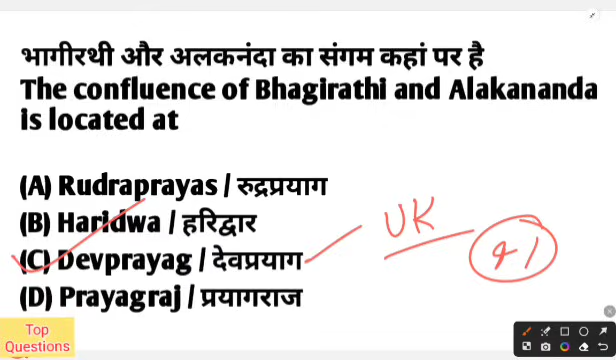 भागीरथी और अलकनंदा का संगम कहां पर है
The confluence of Bhagirathi and Alakananda
is located at
(A) Rudraprayas / रुद्रप्रयाग
(B) Haridwa / हरिद्वार
(C) Devprayag / देवप्रयाग
(D) Prayagraj / प्रयागराज
UK
Top
Questions